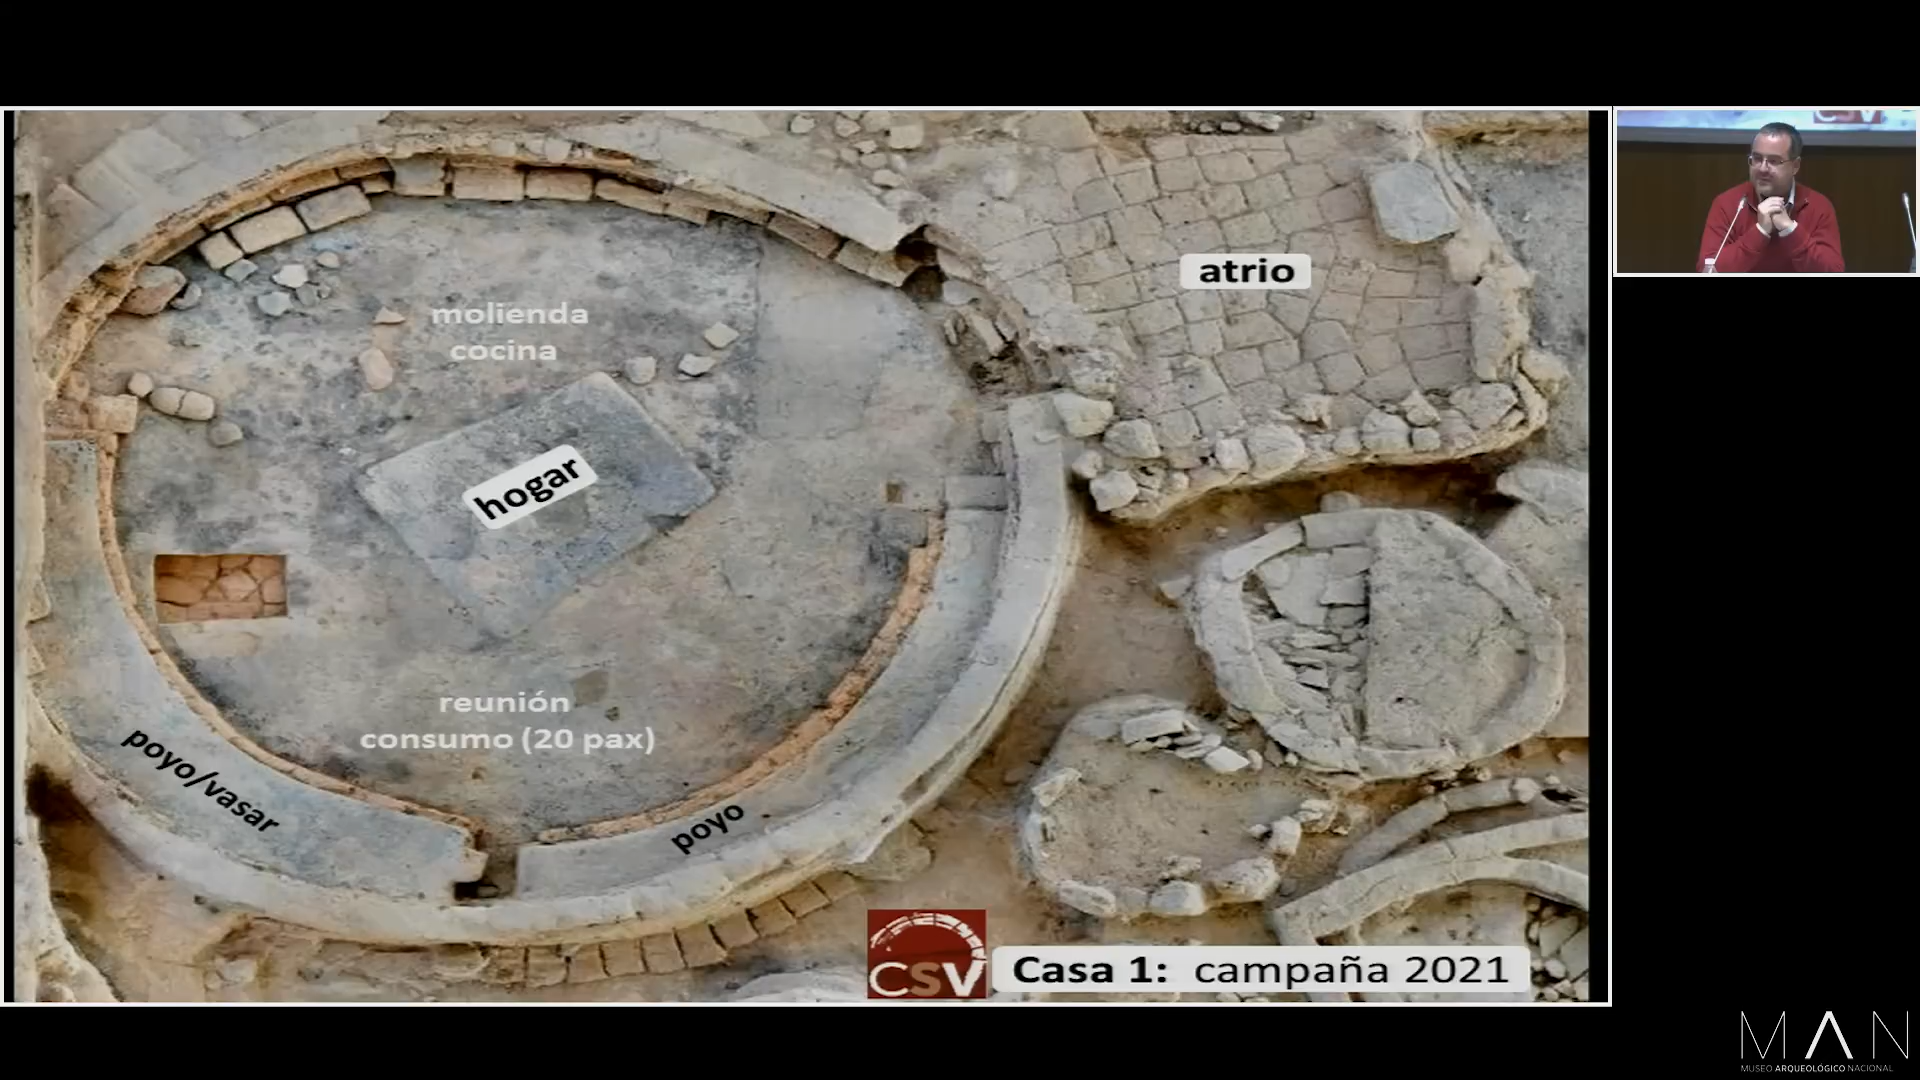 CSV
atrio
molienda
cocina
hogar
reunión
consumo (20 pax)
poyo/vasar
poyo
CSV
Casa 1: campaña 2021
MAN
MUSEO ARQUEOLÓGICO NACIONAL